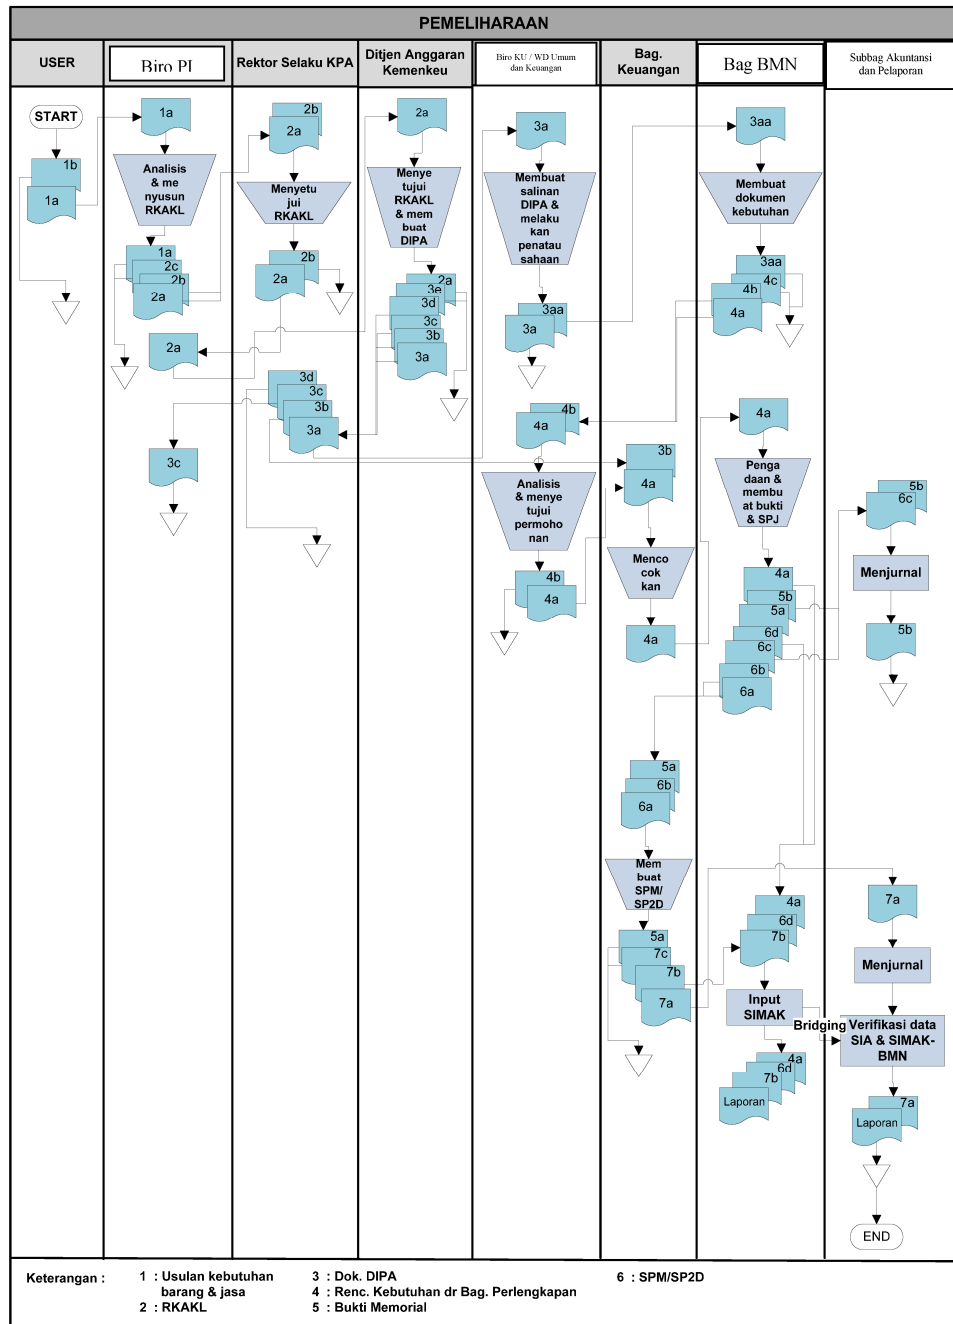 PEMELIHARAAN
USER
Biro PI
Rektor Selaku KPA
Ditjen Anggaran
Kemenkeu
Biro KU / WD Umum
dan Keuangan
Bag.
Keuangan
Bag BMN
Subbag Akuntansi
dan Pelaporan
START
1b
1a
1a
Analisis
& me
nyusun
RKAKL
1a
2c
2b
2a
2a
3c
2b
2a
Menyetu
jui
RKAKL
2b
2a
3d
3c
3b
3a
2a
Menye
tujui
RKAKL
& mem
buat
DIPA
2a
3e
3d
3c
3b
3a
3a
Membuat
salinan
DIPA &
melaku
kan
penatau
sahaan
3aa
3a
4b
4a
Analisis
& menye
tujui
permoho
nan
4b
4a
3b
4a
Menco
cok
kan
4a
5a
6b
6a
Mem
buat
SPM/
SP2D
5a
7c
7b
7a
3aa
Membuat
dokumen
kebutuhan
3aa
4c
4b
4a
4a
Penga
daan &
membu
at bukti
& SPJ
4a
5b
5a
6d
6c
6b
6a
4a
6d
7b
Input
SIMAK
Bridging
4a
6d
7b
Laporan
5b
6c
Menjurnal
5b
7a
Menjurnal
Verifikasi data
SIA & SIMAK-
BMN
7a
Laporan
END
Keterangan :
1 : Usulan kebutuhan
barang & jasa
2 : RKAKL
3 : Dok. DIPA
4 : Renc. Kebutuhan dr Bag. Perlengkapan
5 : Bukti Memorial
6 : SPM/SP2D